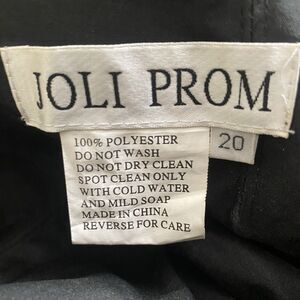 JOLI PROM
20
100% POLYESTER
DO NOT WASH
DO NOT DRY CLEAN
SPOT CLEAN ONLY
WITH COLD WATER
AND MILD SOAP
MADE IN CHINA
REVERSE FOR CARE